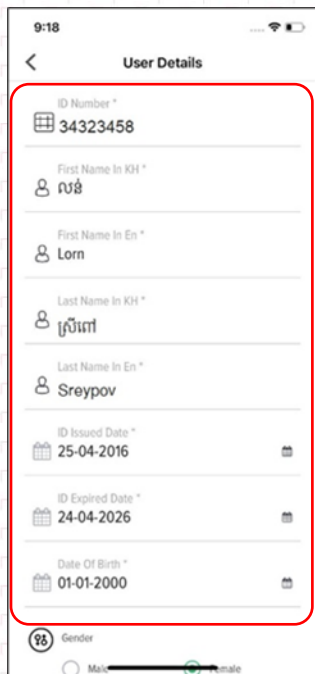 9:18
User Details
ID Number *
34323458
First Name In KH *
លន់
First Name In En *
Lorn
Last Name In KH *
ស្រីពៅ
Last Name In En *
Sreypov
ID Issued Date *
25-04-2016
ID Expired Date *
24-04-2026
Date Of Birth *
01-01-2000
Gender
Male Female